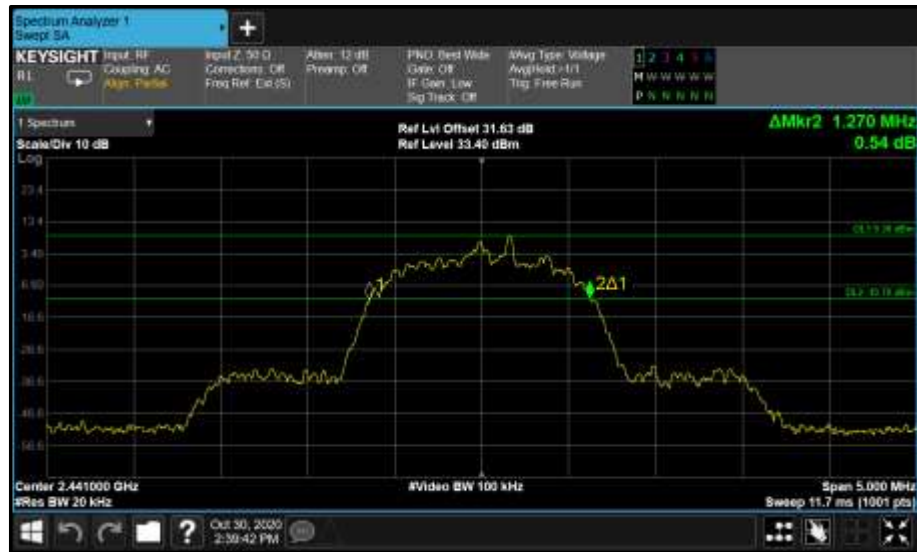 Spectrum Analyzer 1
Swept SA
+
KEYSIGHT
Input: RF
Coupling: AC
Align: Partial
Input Z: 50 Ω
Corrections: Off
Freq Ref: Ext (S)
Atten: 12 dB
Preamp: Off
PNO: Best Wide
Gate: Off
IF Gain: Low
Sig Track: Off
Avg Type: Voltage
Avg|Hold: 1/1
Trig: Free Run
1 2 3 4 5 6
M W W W W W
P N N N N N
1 Spectrum
Scale/Div 10 dB
Ref Lvl Offset 31.63 dB
Ref Level 33.40 dBm
ΔMkr2 1.270 MHz
0.54 dB
Log
23.4
13.4
3.40
-6.60
-16.6
-26.6
-36.6
-46.6
-56.6
1
2Δ1
Center 2.441000 GHz
#Video BW 100 kHz
Span 5.000 MHz
#Res BW 20 kHz
Sweep 11.7 ms (1001 pts)
?
Oct 30, 2020
2:39:42 PM